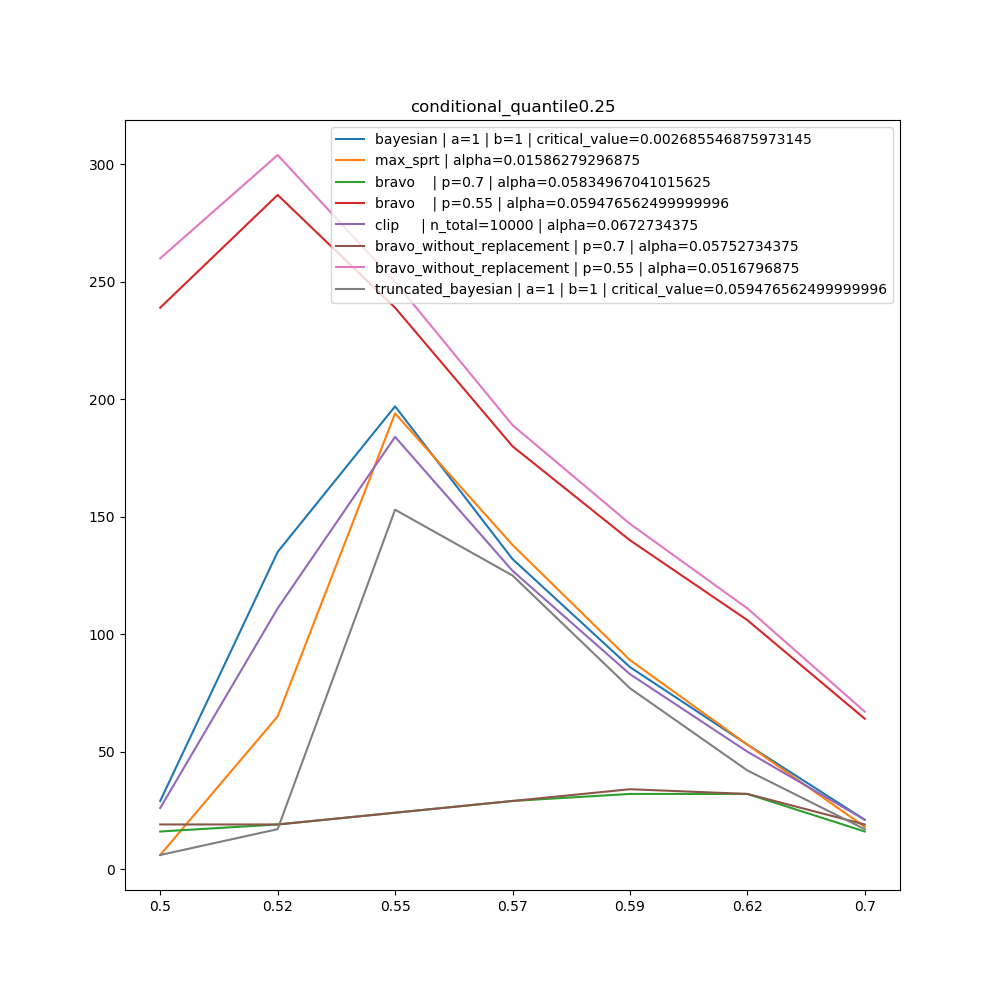 conditional_quantile0.25
bayesian | a=1 | b=1 | critical_value=0.002685546875973145
max_sprt | alpha=0.01586279296875
bravo    | p=0.7 | alpha=0.05834967041015625
bravo    | p=0.55 | alpha=0.059476562499999996
clip     | n_total=10000 | alpha=0.0672734375
bravo_without_replacement | p=0.7 | alpha=0.05752734375
bravo_without_replacement | p=0.55 | alpha=0.0516796875
truncated_bayesian | a=1 | b=1 | critical_value=0.059476562499999996
300
250
200
150
100
50
0
0.5 0.52 0.55 0.57 0.59 0.62 0.7